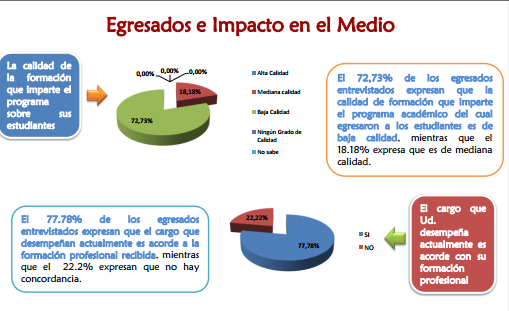 Egresados e Impacto en el Medio
La calidad de
la formación
que imparte el
programa
sobre sus
estudiantes
0,00%
0,00%
0,00%
18,18%
72,73%
Alta Calidad
Mediana calidad
Baja Calidad
Ningún Grado de
Calidad
No sabe
El 72,73% de los egresados
entrevistados expresan que la
calidad de formación que imparte
el programa académico del cual
egresaron a los estudiantes es de
baja calidad, mientras que el
18.18% expresa que es de mediana
calidad.
El 77.78% de los egresados
entrevistados expresan que el cargo que
desempeñan actualmente es acorde a la
formación profesional recibida, mientras
que el 22.2% expresan que no hay
concordancia.
22,22%
77,78%
SI
NO
El cargo que
Ud.
desempeña
actualmente es
acorde con su
formación
profesional